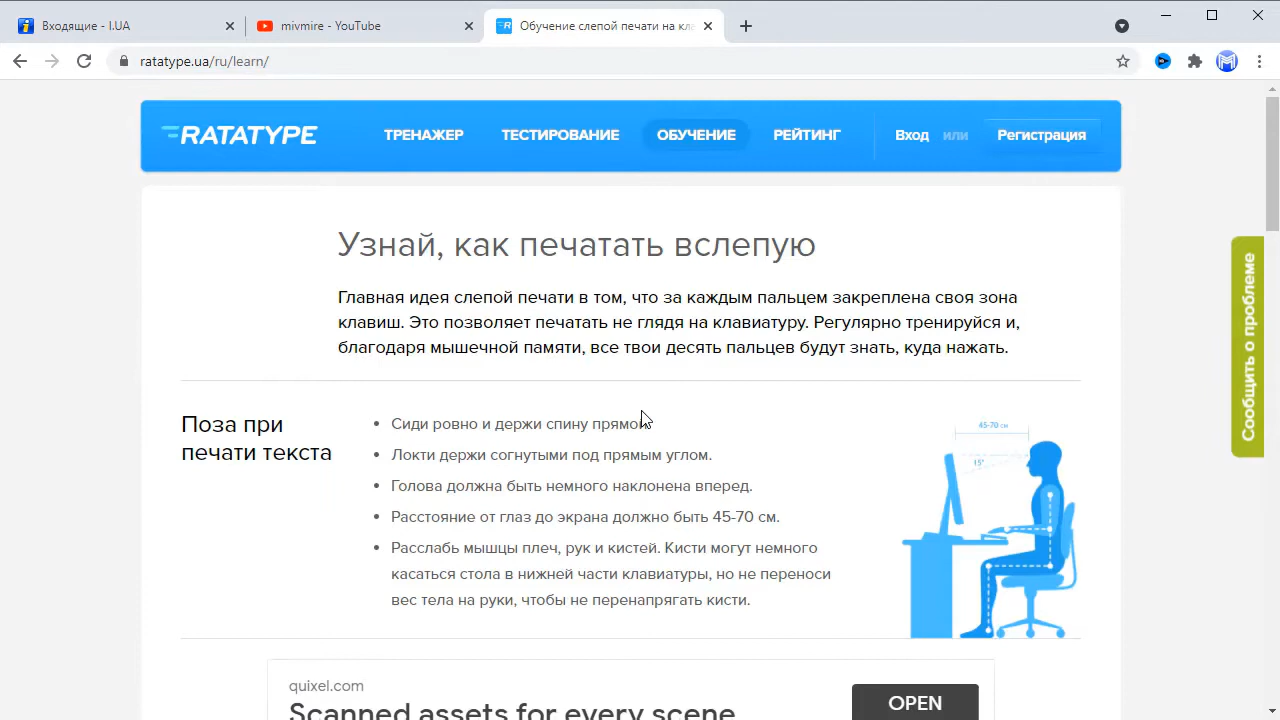 Входящие - I.UA
mivmire - YouTube
Обучение слепой печати на кла
ratatype.ua/ru/learn/
RATATYPE
ТРЕНАЖЕР
ТЕСТИРОВАНИЕ
ОБУЧЕНИЕ
РЕЙТИНГ
Вход или Регистрация
Узнай, как печатать вслепую
Главная идея слепой печати в том, что за каждым пальцем закреплена своя зона
клавиш. Это позволяет печатать не глядя на клавиатуру. Регулярно тренируйся и,
благодаря мышечной памяти, все твои десять пальцев будут знать, куда нажать.
Поза при
печати текста
Сиди ровно и держи спину прямой.
Локти держи согнутыми под прямым углом.
Голова должна быть немного наклонена вперед.
Расстояние от глаз до экрана должно быть 45-70 см.
Расслабь мышцы плеч, рук и кистей. Кисти могут немного
касаться стола в нижней части клавиатуры, но не переноси
вес тела на руки, чтобы не перенапрягать кисти.
45-70 см
15°
Сообщить о проблеме
quixel.com
Scanned assets for every scene
OPEN